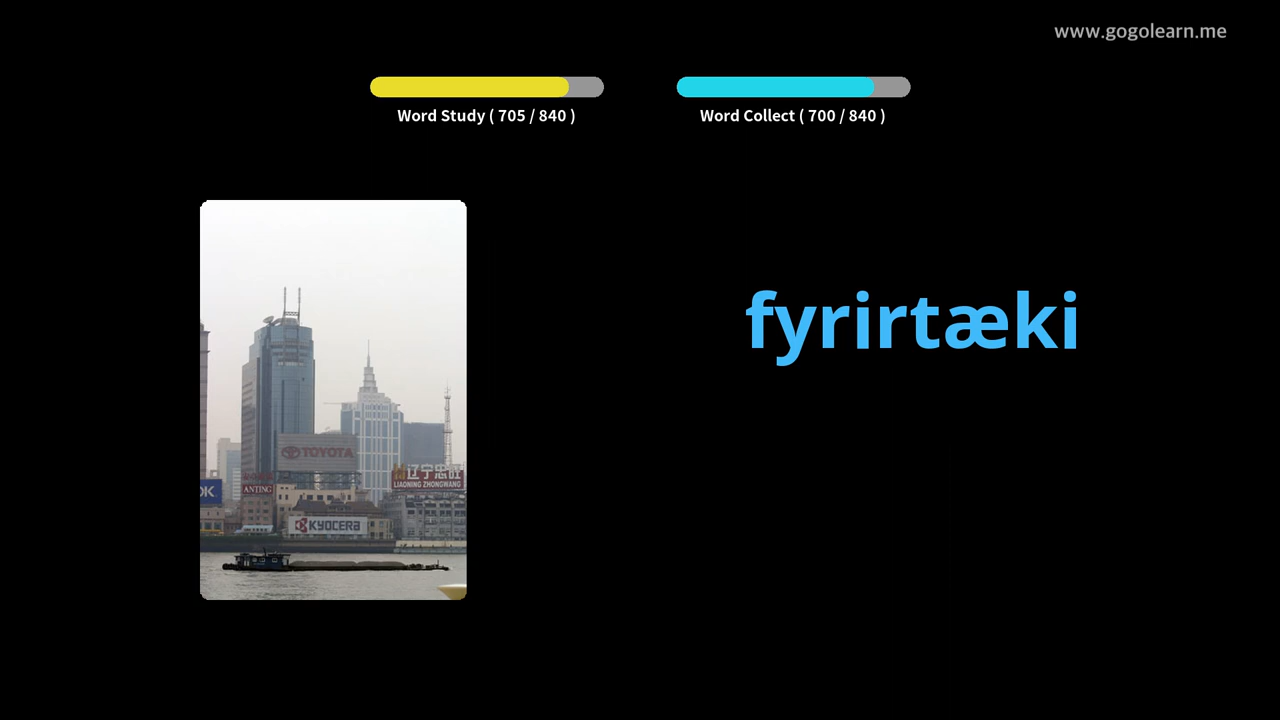 www.gogolearn.me
Word Study ( 705 / 840 )
Word Collect ( 700 / 840 )
fyrirtæki
TOYOTA
辽宁忠旺
LIAONING ZHONGWANG
OK
ANTING
KYOCERA